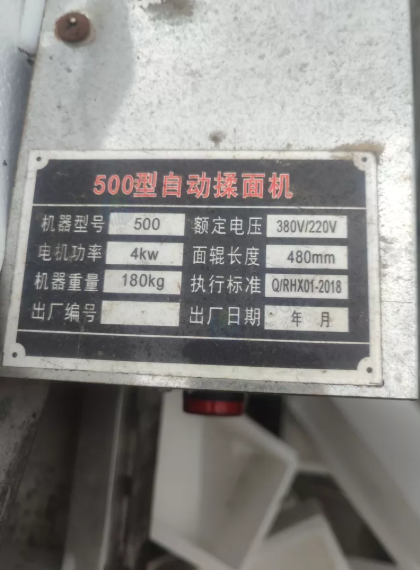 500型自动揉面机
机器型号 500 额定电压 380V/220V
电机功率 4kw 面辊长度 480mm
机器重量 180kg 执行标准 Q/RHX01-2018
出厂编号 出厂日期 年 月